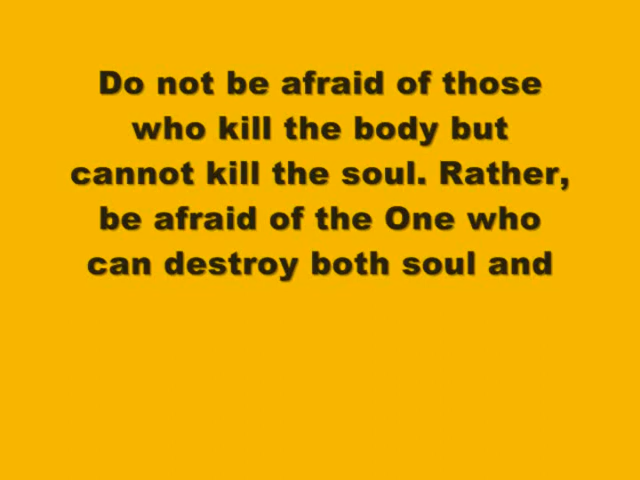 Do not be afraid of those
who kill the body but
cannot kill the soul. Rather,
be afraid of the One who
can destroy both soul and